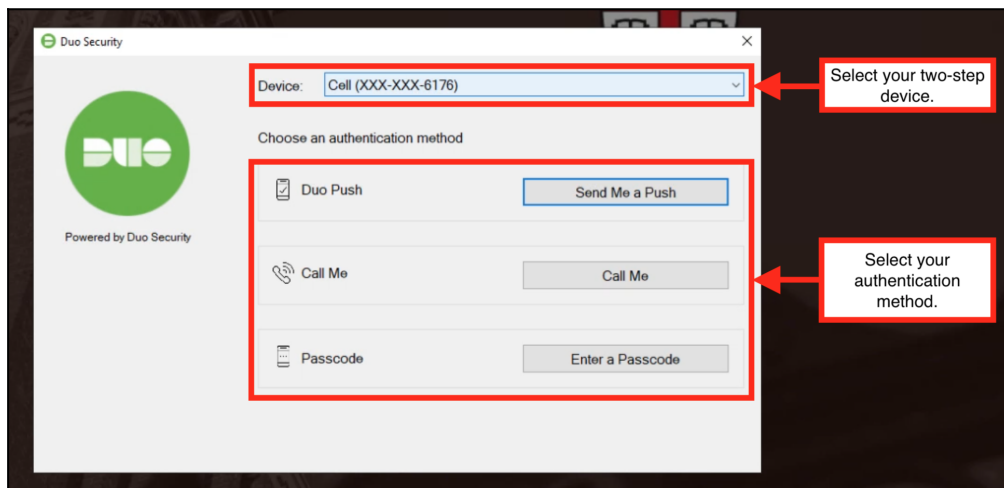 Duo Security
Device: Cell (XXX-XXX-6176)
Select your two-step
device.
Choose an authentication method
DUO
Powered by Duo Security
Duo Push Send Me a Push
Call Me Call Me
Select your
authentication
method.
Passcode Enter a Passcode